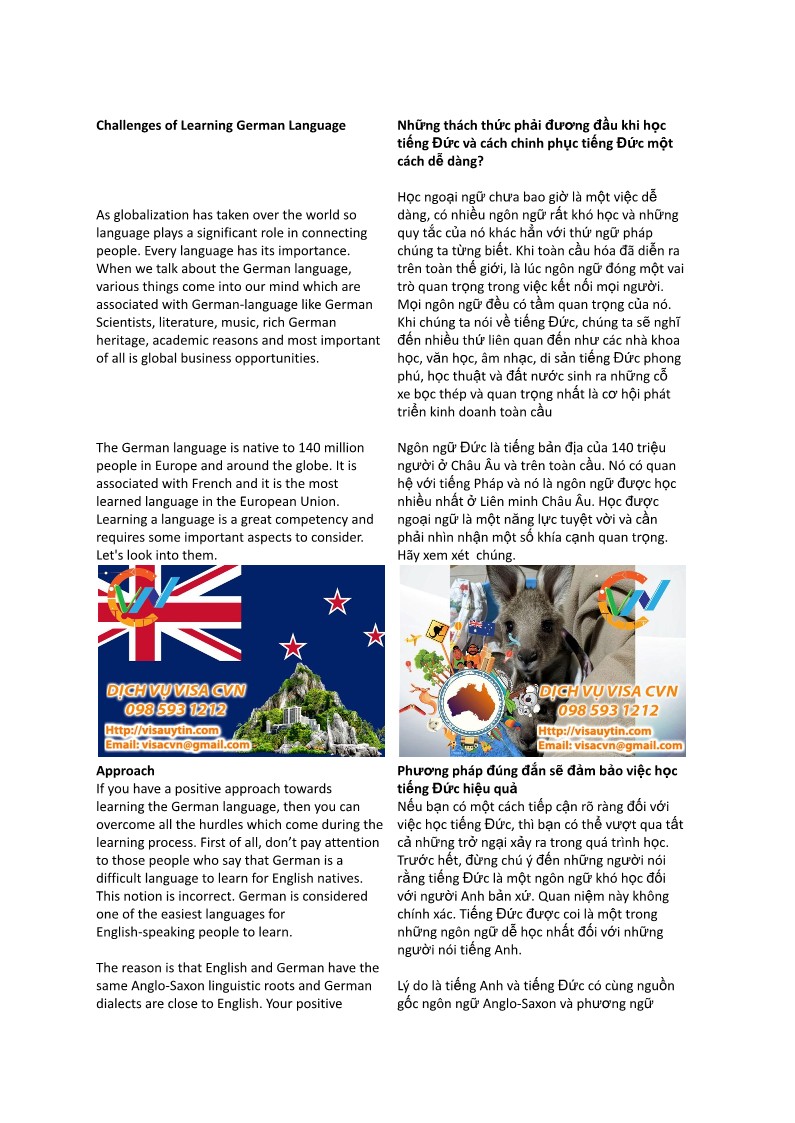 Challenges of Learning German Language
As globalization has taken over the world so
language plays a significant role in connecting
people. Every language has its importance.
When we talk about the German language,
various things come into our mind which are
associated with German-language like German
Scientists, literature, music, rich German
heritage, academic reasons and most important
of all is global business opportunities.
The German language is native to 140 million
people in Europe and around the globe. It is
associated with French and it is the most
learned language in the European Union.
Learning a language is a great competency and
requires some important aspects to consider.
Let's look into them.
DỊCH VỤ VISA CVN
098 593 1212
Http://visauytin.com
Email: visacvn@gmail.com
Approach
If you have a positive approach towards
learning the German language, then you can
overcome all the hurdles which come during the
learning process. First of all, don’t pay attention
to those people who say that German is a
difficult language to learn for English natives.
This notion is incorrect. German is considered
one of the easiest languages for
English-speaking people to learn.
The reason is that English and German have the
same Anglo-Saxon linguistic roots and German
dialects are close to English. Your positive
Những thách thức phải đương đầu khi học
tiếng Đức và cách chinh phục tiếng Đức một
cách dễ dàng?
Học ngoại ngữ chưa bao giờ là một việc dễ
dàng, có nhiều ngôn ngữ rất khó học và những
quy tắc của nó khác hẳn với thứ ngữ pháp
chúng ta từng biết. Khi toàn cầu hóa đã diễn ra
trên toàn thế giới, là lúc ngôn ngữ đóng một vai
trò quan trọng trong việc kết nối mọi người.
Mọi ngôn ngữ đều có tầm quan trọng của nó.
Khi chúng ta nói về tiếng Đức, chúng ta sẽ nghĩ
đến nhiều thứ liên quan đến như các nhà khoa
học, văn học, âm nhạc, di sản tiếng Đức phong
phú, học thuật và đất nước sinh ra những cỗ
xe bọc thép và quan trọng nhất là cơ hội phát
triển kinh doanh toàn cầu
Ngôn ngữ Đức là tiếng bản địa của 140 triệu
người ở Châu Âu và trên toàn cầu. Nó có quan
hệ với tiếng Pháp và nó là ngôn ngữ được học
nhiều nhất ở Liên minh Châu Âu. Học được
ngoại ngữ là một năng lực tuyệt vời và cần
phải nhìn nhận một số khía cạnh quan trọng.
Hãy xem xét  chúng.
DỊCH VỤ VISA CVN
098 593 1212
Http://visauytin.com
Email: visacvn@gmail.com
Phương pháp đúng đắn sẽ đảm bảo việc học
tiếng Đức hiệu quả
Nếu bạn có một cách tiếp cận rõ ràng đối với
việc học tiếng Đức, thì bạn có thể vượt qua tất
cả những trở ngại xảy ra trong quá trình học.
Trước hết, đừng chú ý đến những người nói
rằng tiếng Đức là một ngôn ngữ khó học đối
với người Anh bản xứ. Quan niệm này không
chính xác. Tiếng Đức được coi là một trong
những ngôn ngữ dễ học nhất đối với những
người nói tiếng Anh.
Lý do là tiếng Anh và tiếng Đức có cùng nguồn
gốc ngôn ngữ Anglo-Saxon và phương ngữ